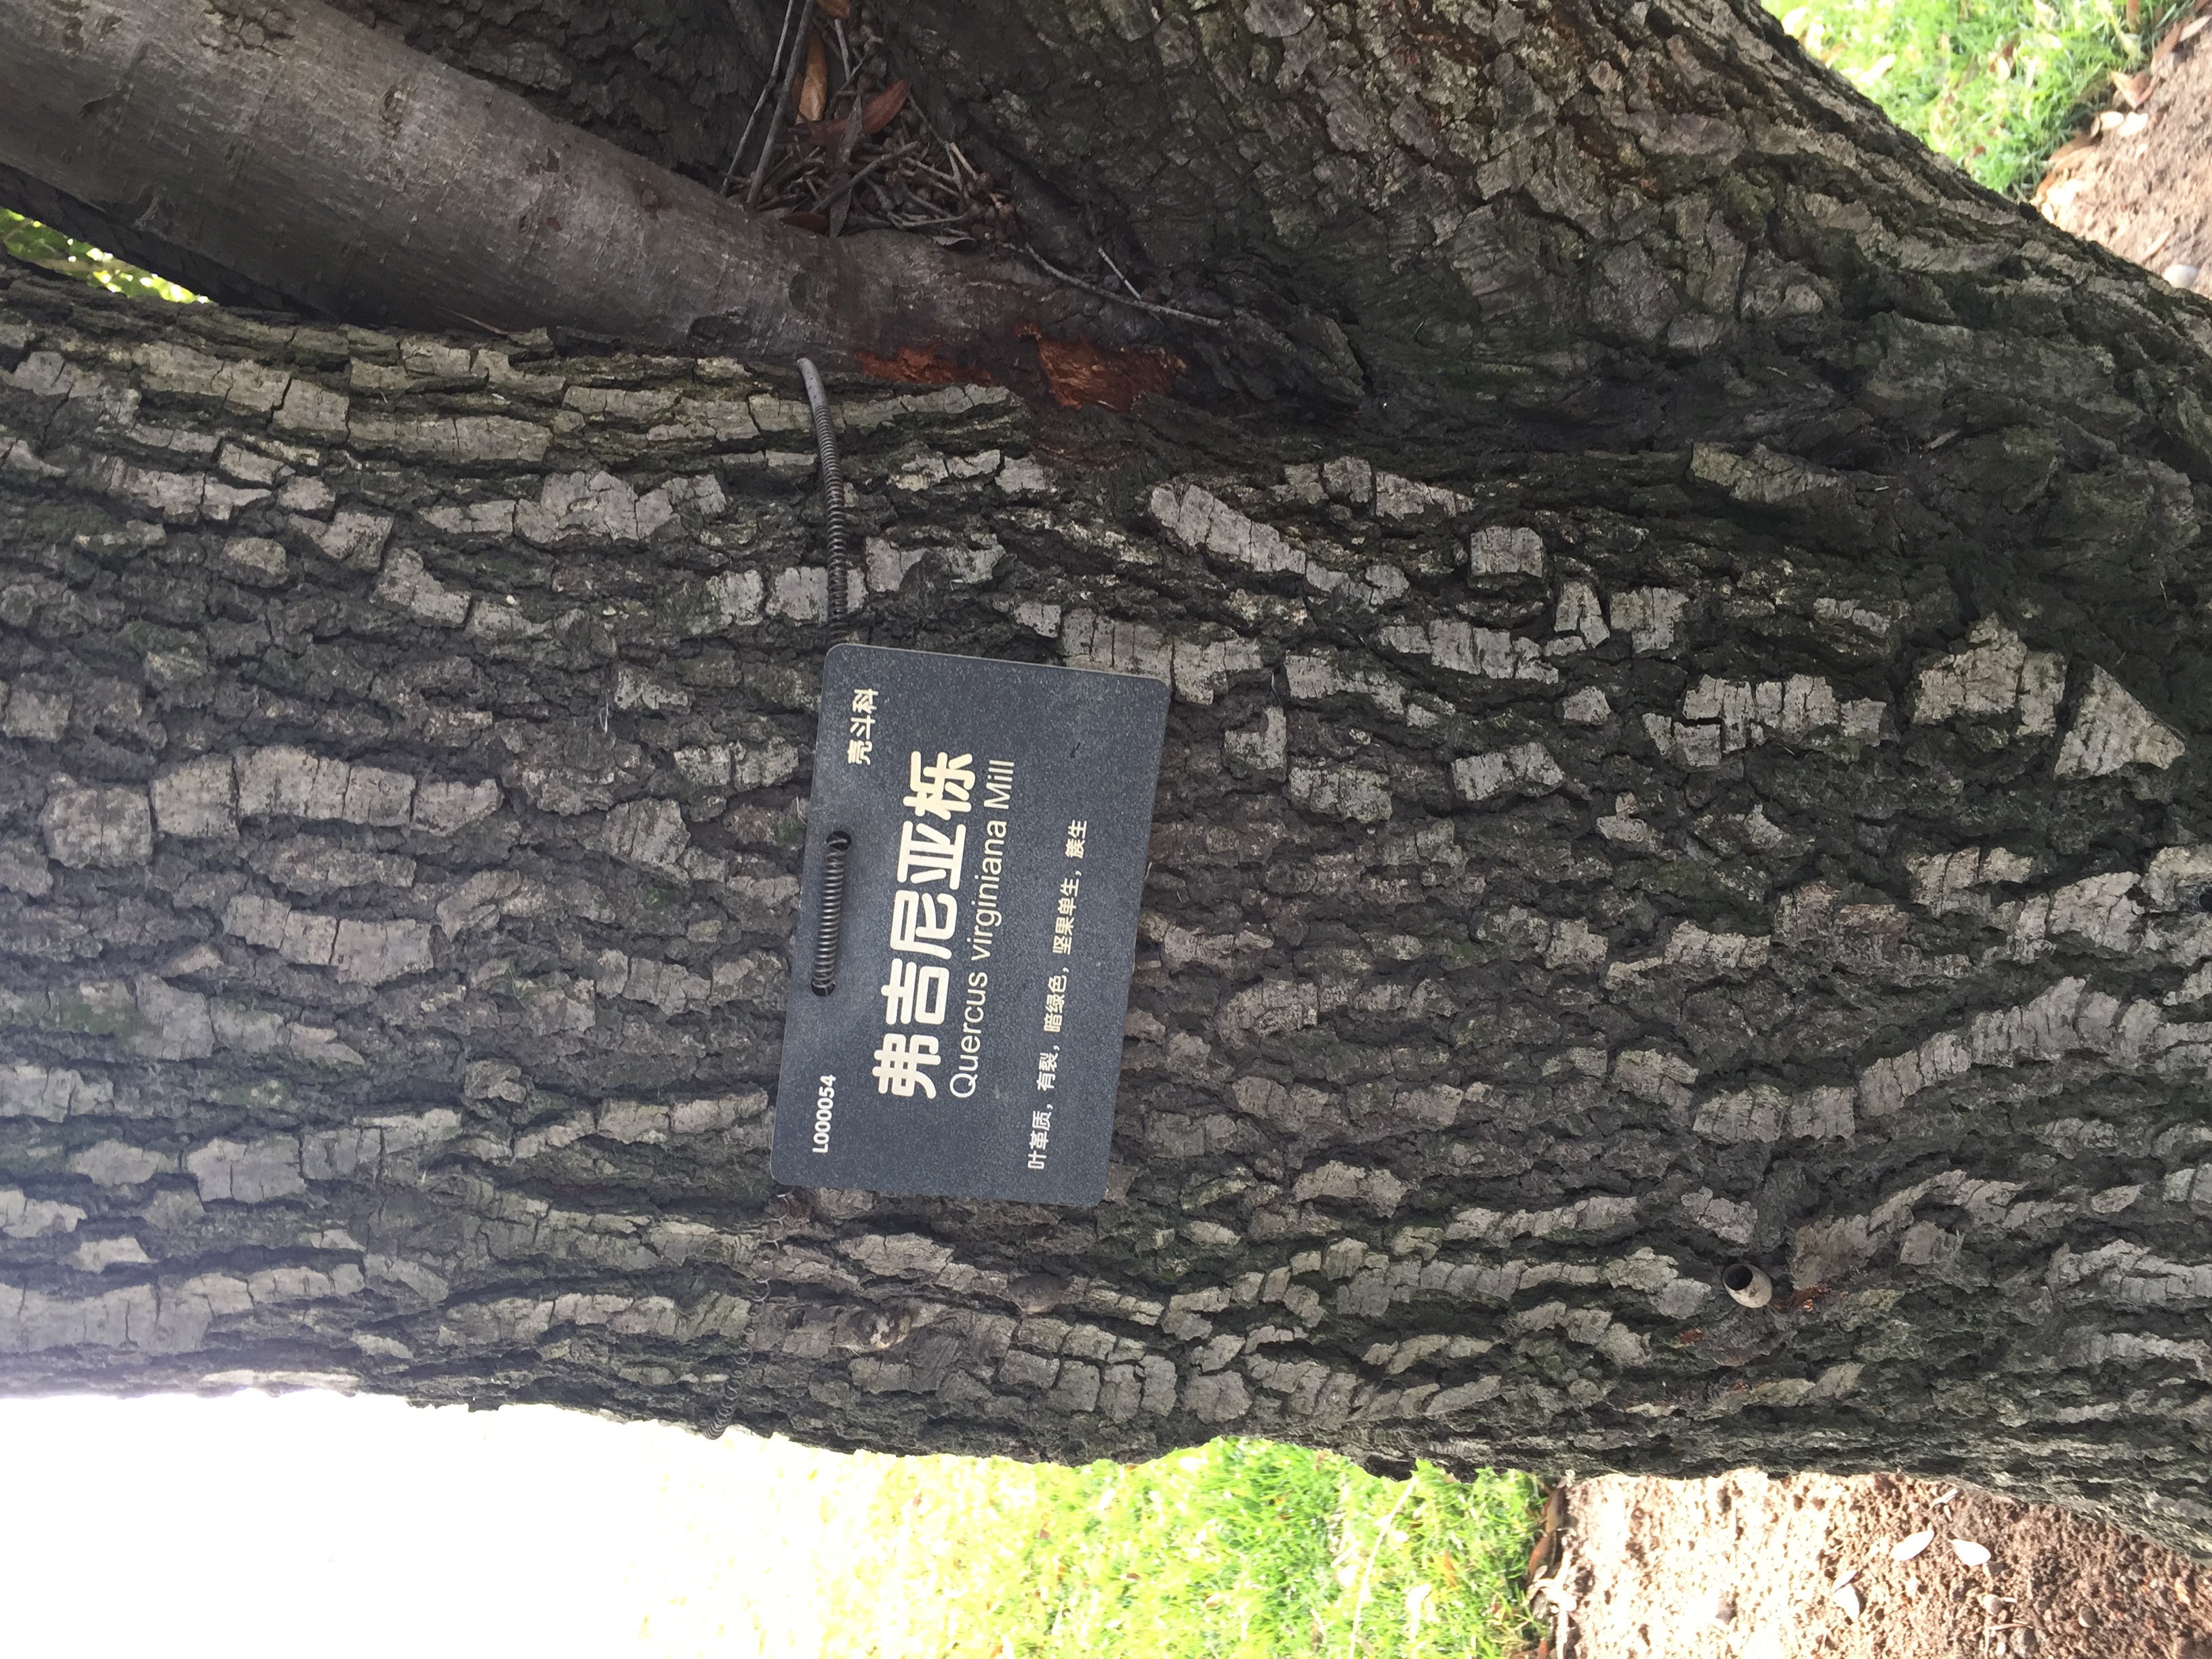 L000054
壳斗科
弗吉尼亚栎
Quercus virginiana Mill
叶革质，有裂，暗绿色，坚果单生，簇生